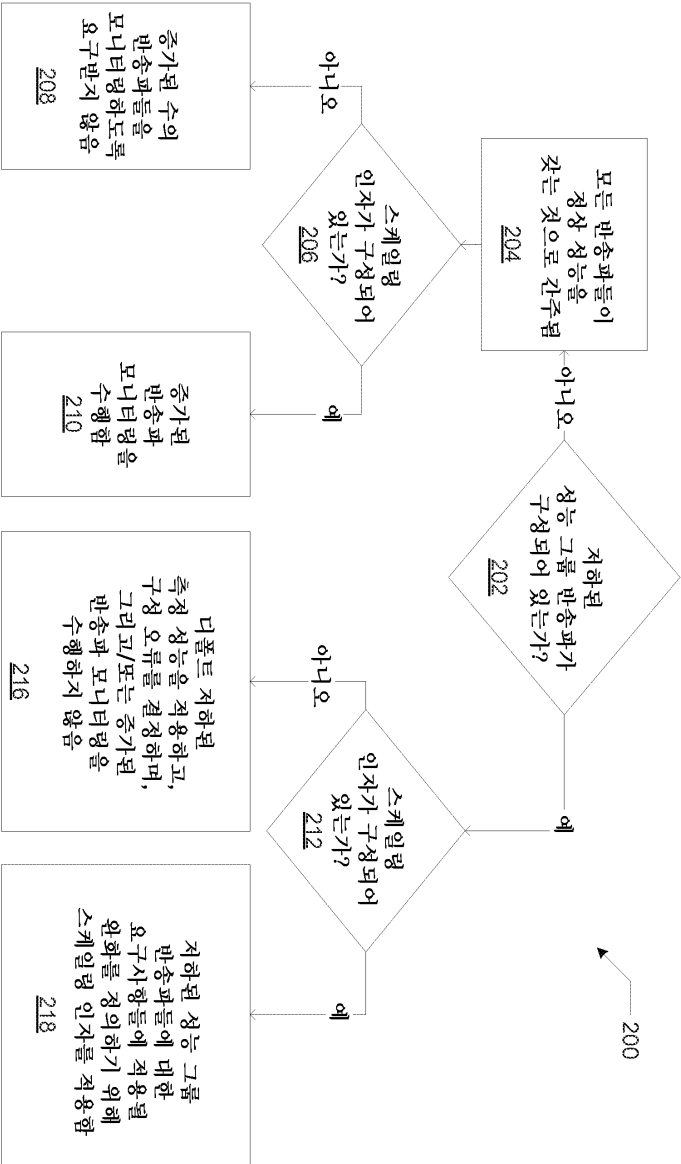 200
저하된
성능 그룹 반송파가
구성되어 있는가?
202
아니오
예
모든 반송파들이
정상 성능을
갖는 것으로 간주됨
204
스케일링
인자가 구성되어
있는가?
206
아니오
예
증가된 수의
반송파들을
모니터링하도록
요구받지 않음
208
증가된
반송파
모니터링을
수행함
210
스케일링
인자가 구성되어
있는가?
212
아니오
예
디폴트 저하된
측정 성능을 적용하고,
구성 오류를 결정하며,
그리고/또는 증가된
반송파 모니터링을
수행하지 않음
216
저하된 성능 그룹
반송파들에 대한
요구사항들에 적용될
완화를 정의하기 위해
스케일링 인자를 적용함
218